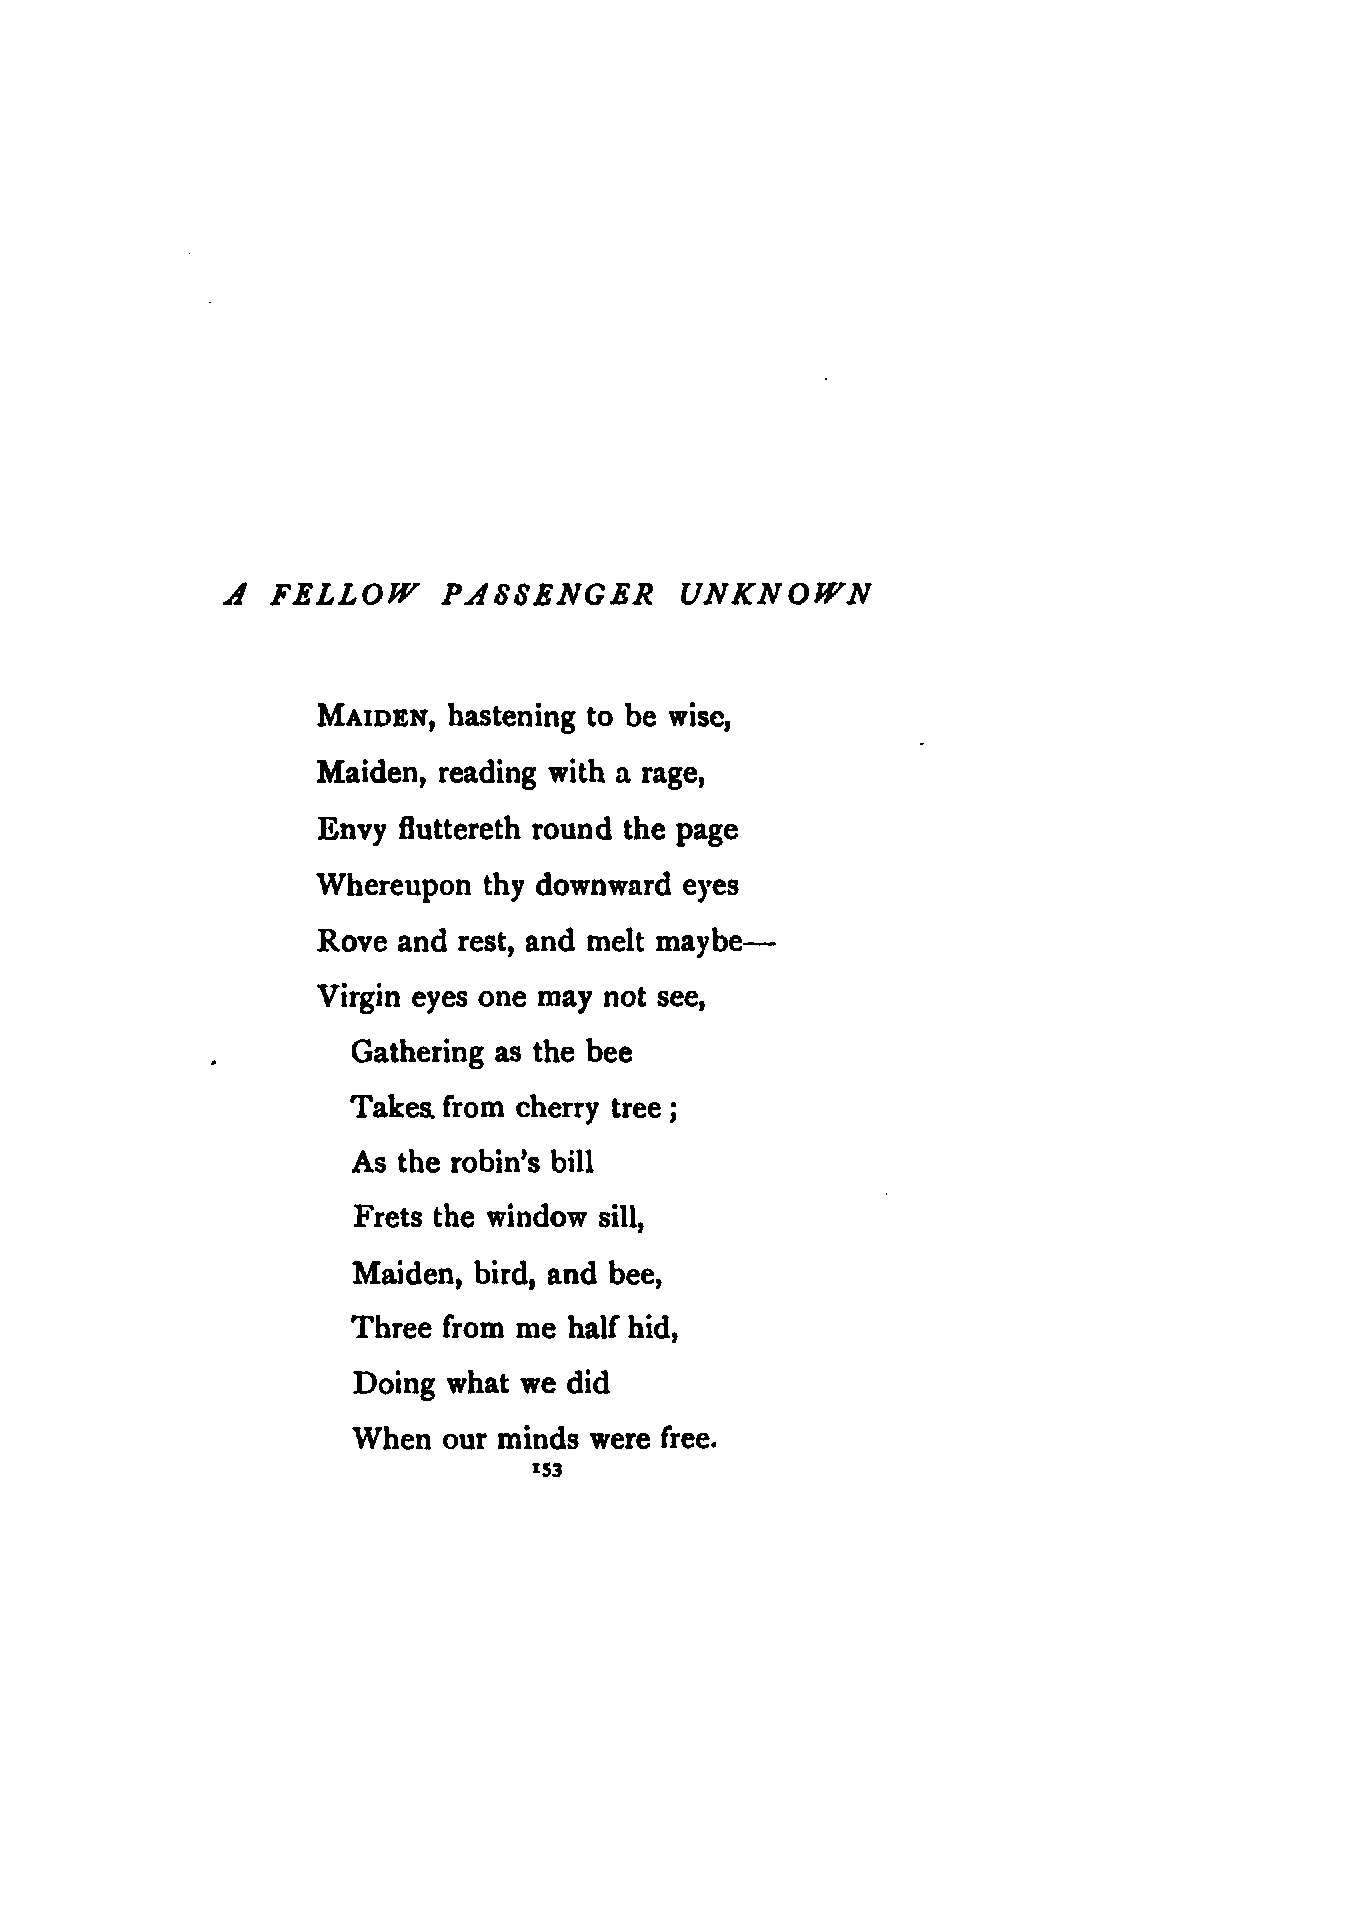 A FELLOW PASSENGER UNKNOWN
MAIDEN, hastening to be wise,
Maiden, reading with a rage,
Envy fluttereth round the page
Whereupon thy downward eyes
Rove and rest, and melt maybe—
Virgin eyes one may not see,
Gathering as the bee
Takes from cherry tree;
As the robin's bill
Frets the window sill,
Maiden, bird, and bee,
Three from me half hid,
Doing what we did
When our minds were free.
153